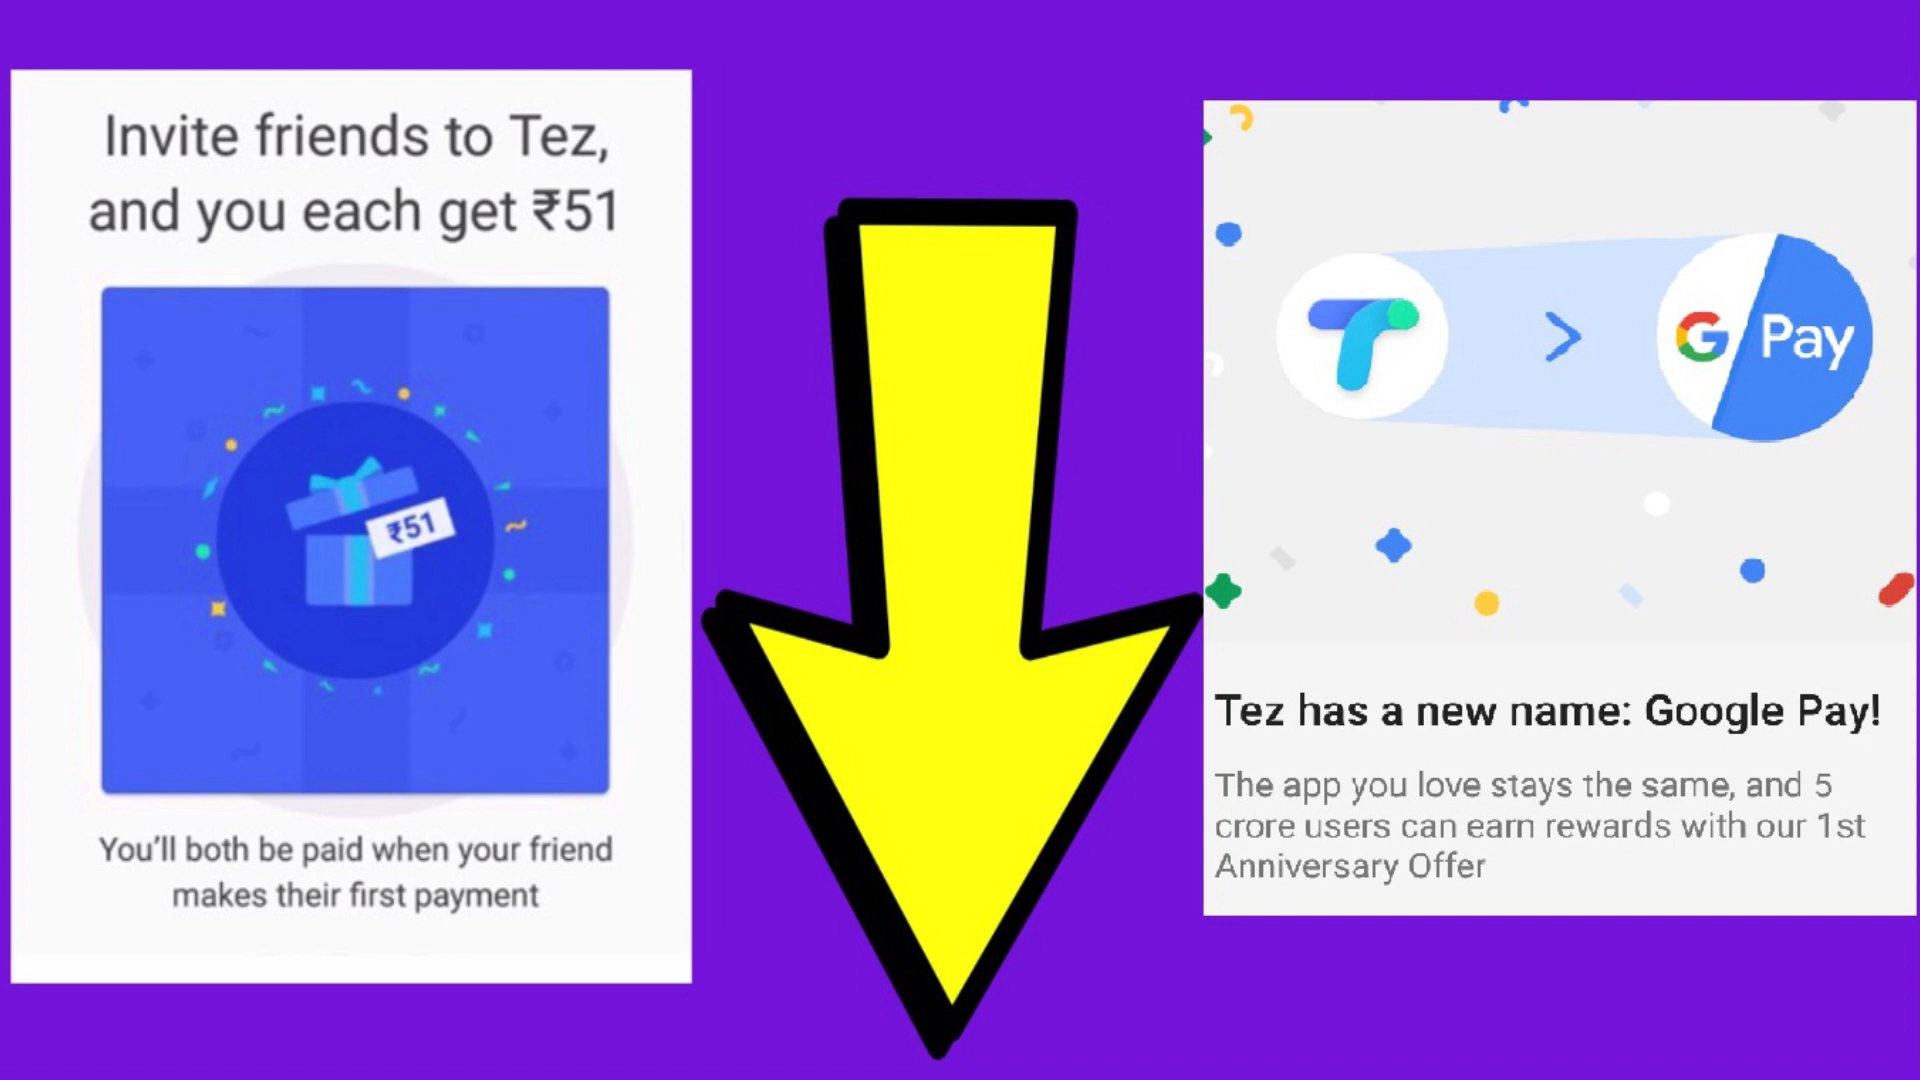 Invite friends to Tez,
and you each get ₹51
₹51
You'll both be paid when your friend
makes their first payment
G Pay
Tez has a new name: Google Pay!
The app you love stays the same, and 5
crore users can earn rewards with our 1st
Anniversary Offer